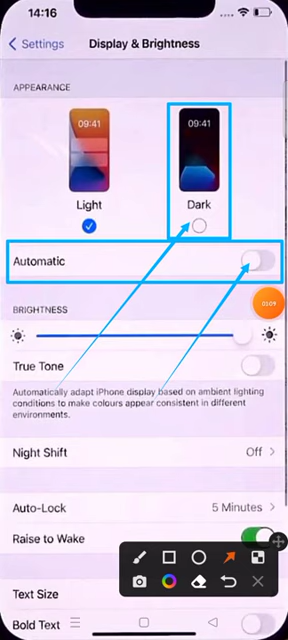 14:16
Settings
Display & Brightness
APPEARANCE
09:41
09:41
Light
Dark
Automatic
BRIGHTNESS
01:09
True Tone
Automatically adapt iPhone display based on ambient lighting
conditions to make colours appear consistent in different
environments.
Night Shift
Off
Auto-Lock
5 Minutes
Raise to Wake
Text Size
Bold Text